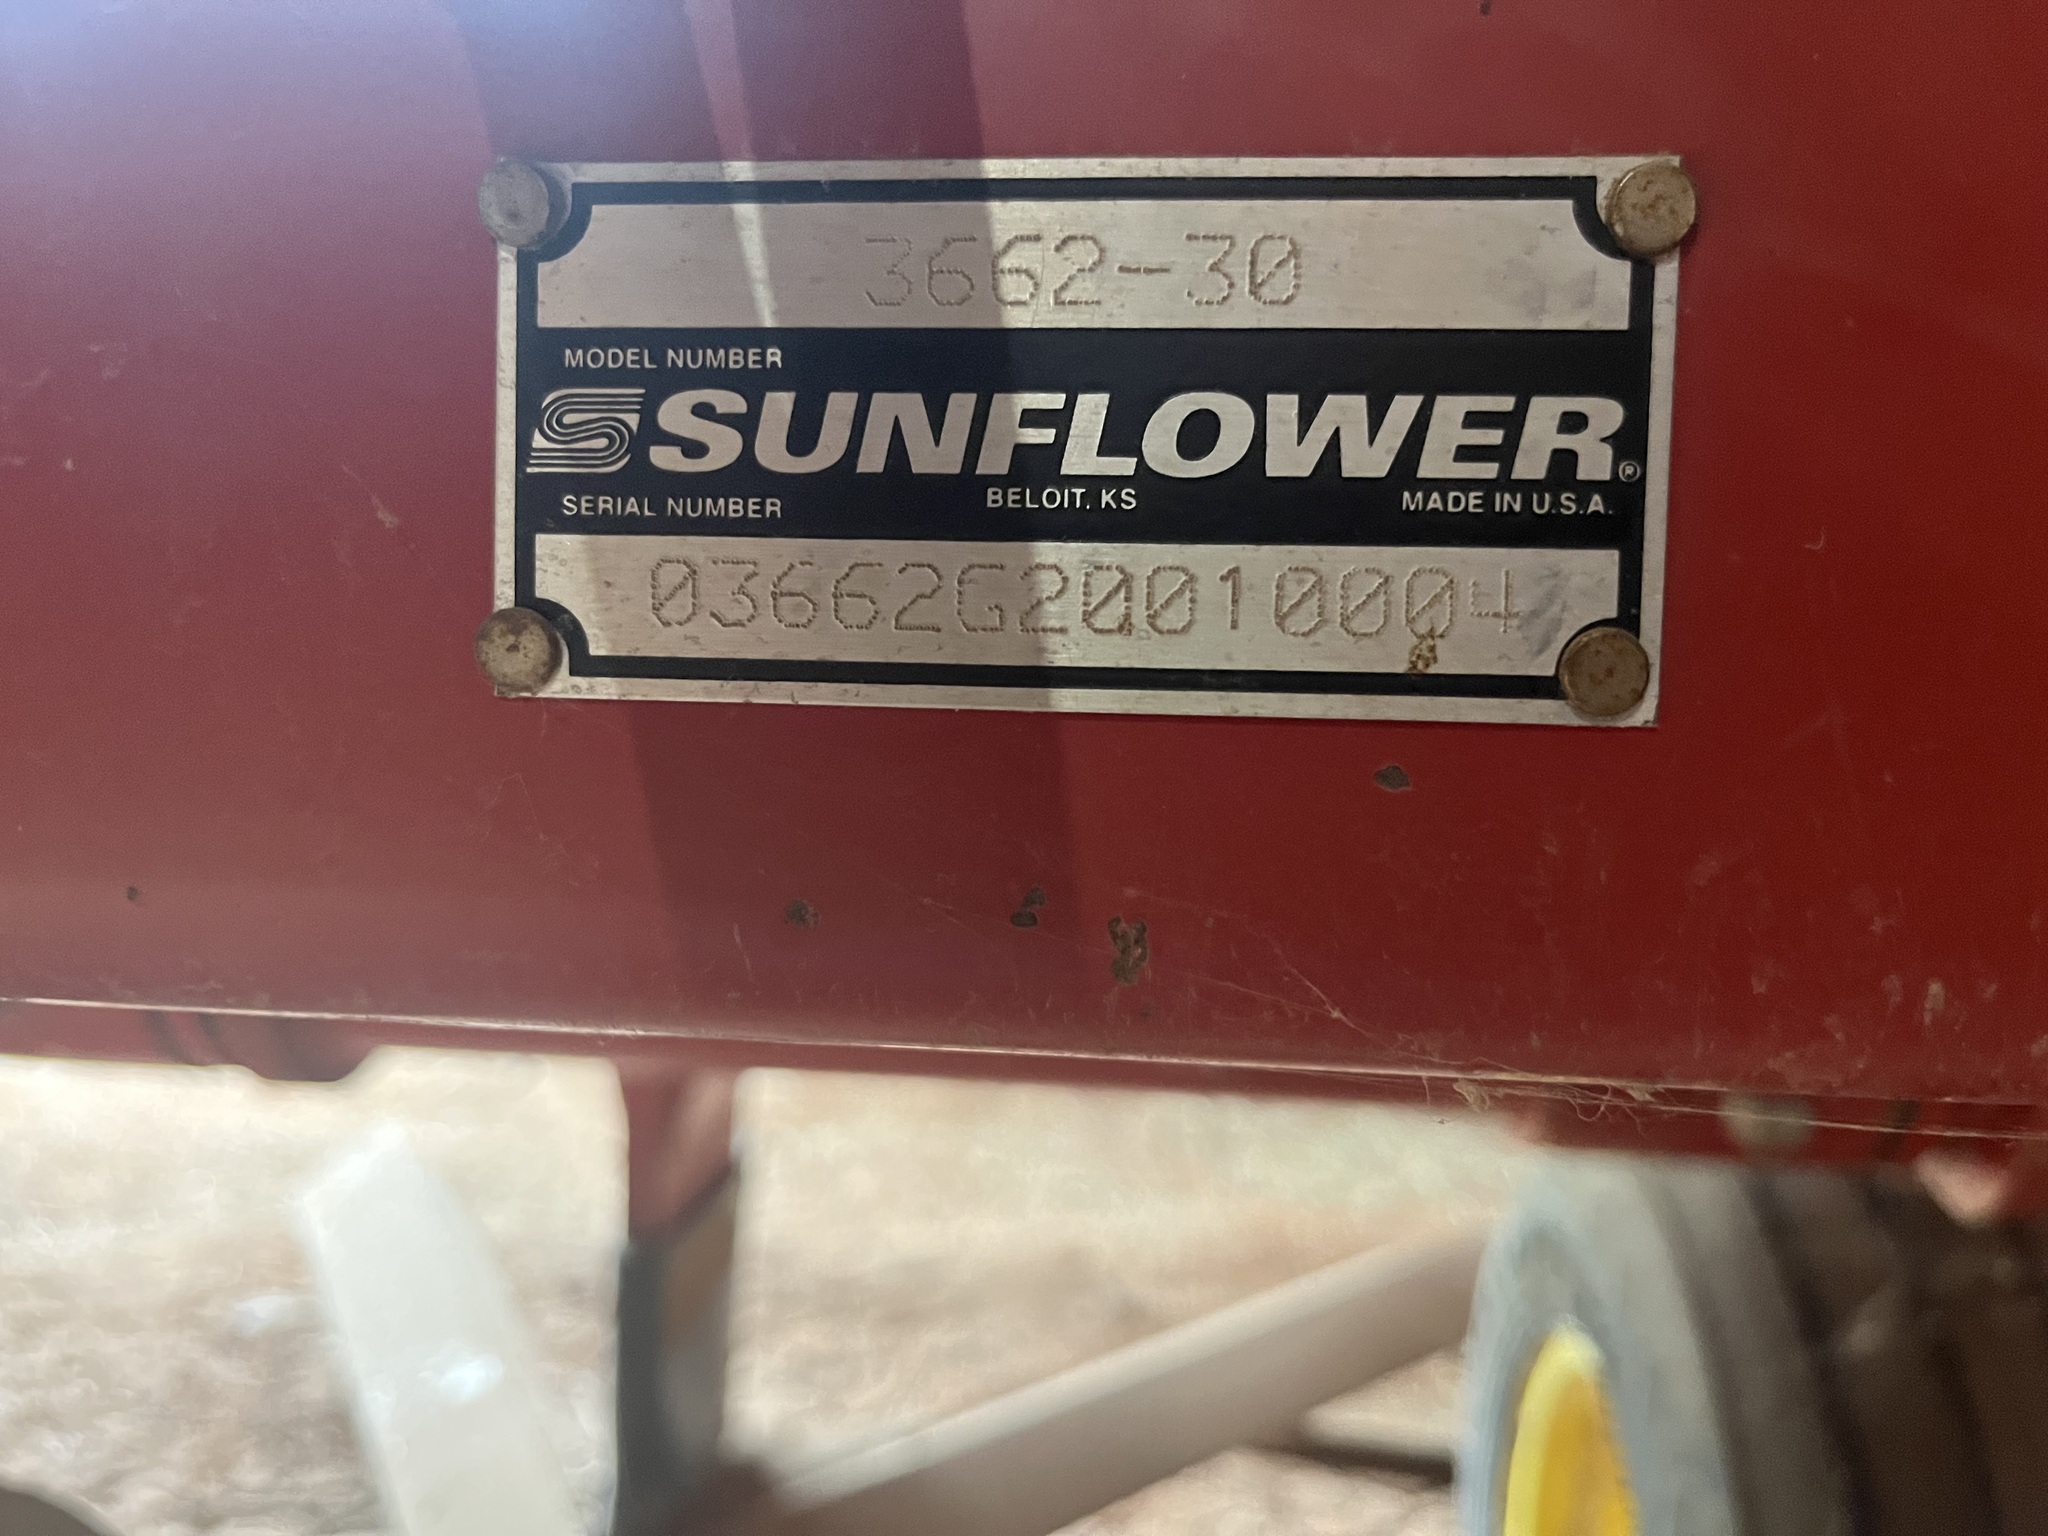 3662-30
MODEL NUMBER
SUNFLOWER®
SERIAL NUMBER BELOIT, KS MADE IN U.S.A.
03662G20010004